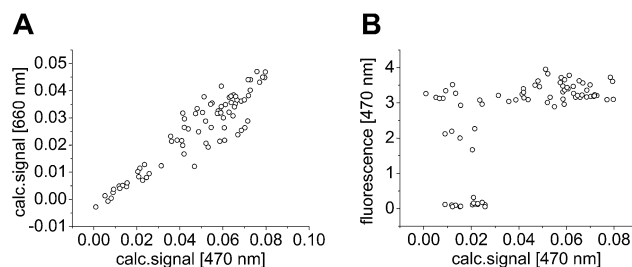 A
calc.signal [660 nm]
0.05
0.04
0.03
0.02
0.01
0.00
-0.01
0.00 0.02 0.04 0.06 0.08 0.10
calc.signal [470 nm]
B
fluorescence [470 nm]
4
3
2
1
0
0.00 0.02 0.04 0.06 0.08
calc.signal [470 nm]